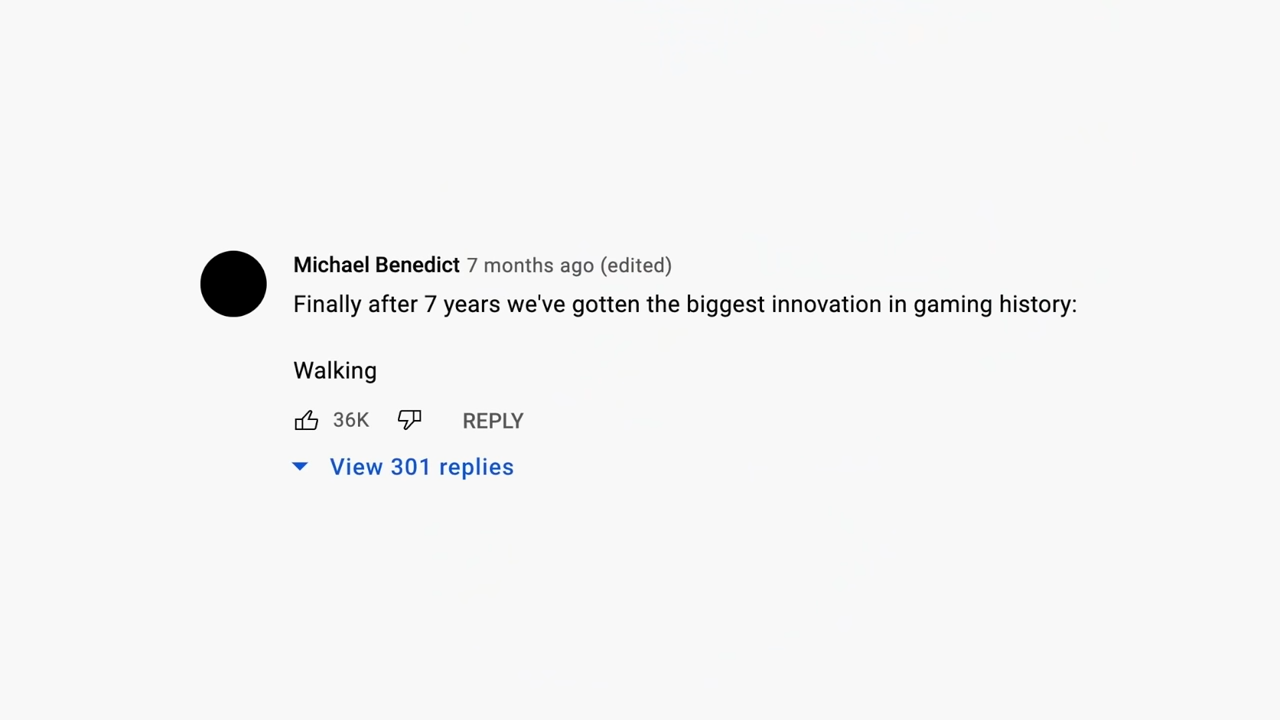 Michael Benedict 7 months ago (edited)
Finally after 7 years we've gotten the biggest innovation in gaming history:
Walking
36K REPLY
View 301 replies